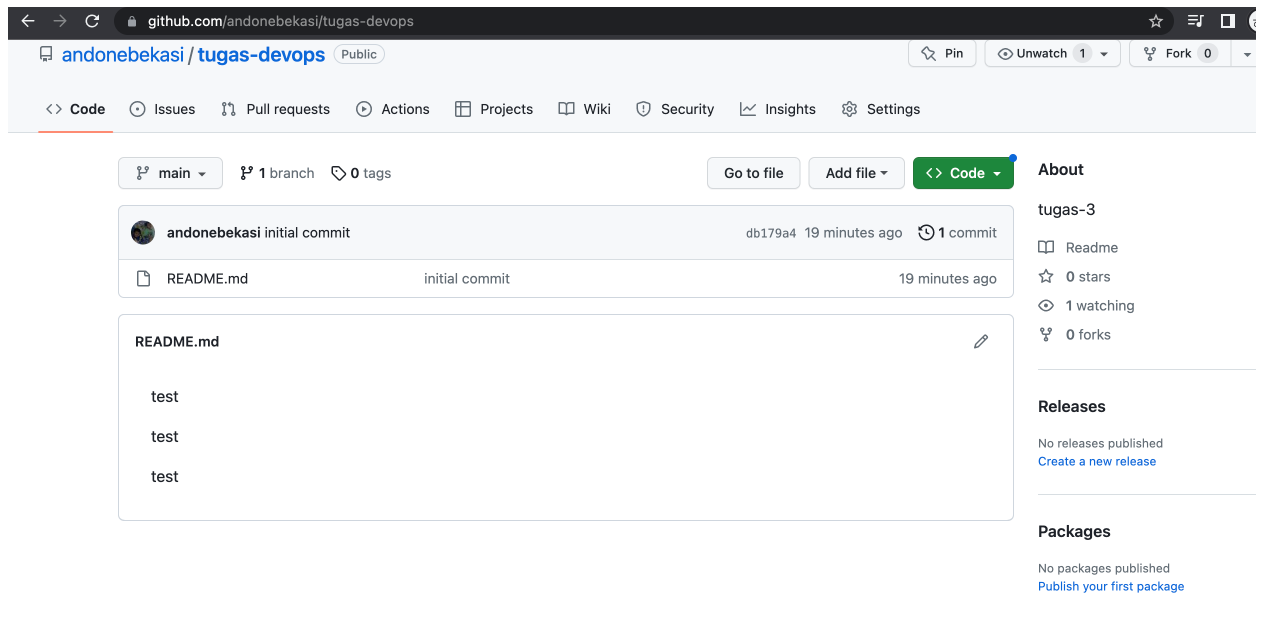 github.com/andonebekasi/tugas-devops
andonebekasi / tugas-devops Public Pin Unwatch 1 Fork 0
Code Issues Pull requests Actions Projects Wiki Security Insights Settings
main 1 branch 0 tags Go to file Add file Code
andonebekasi initial commit db179a4 19 minutes ago 1 commit
README.md initial commit 19 minutes ago
README.md
test
test
test
About
tugas-3
Readme
0 stars
1 watching
0 forks
Releases
No releases published
Create a new release
Packages
No packages published
Publish your first package